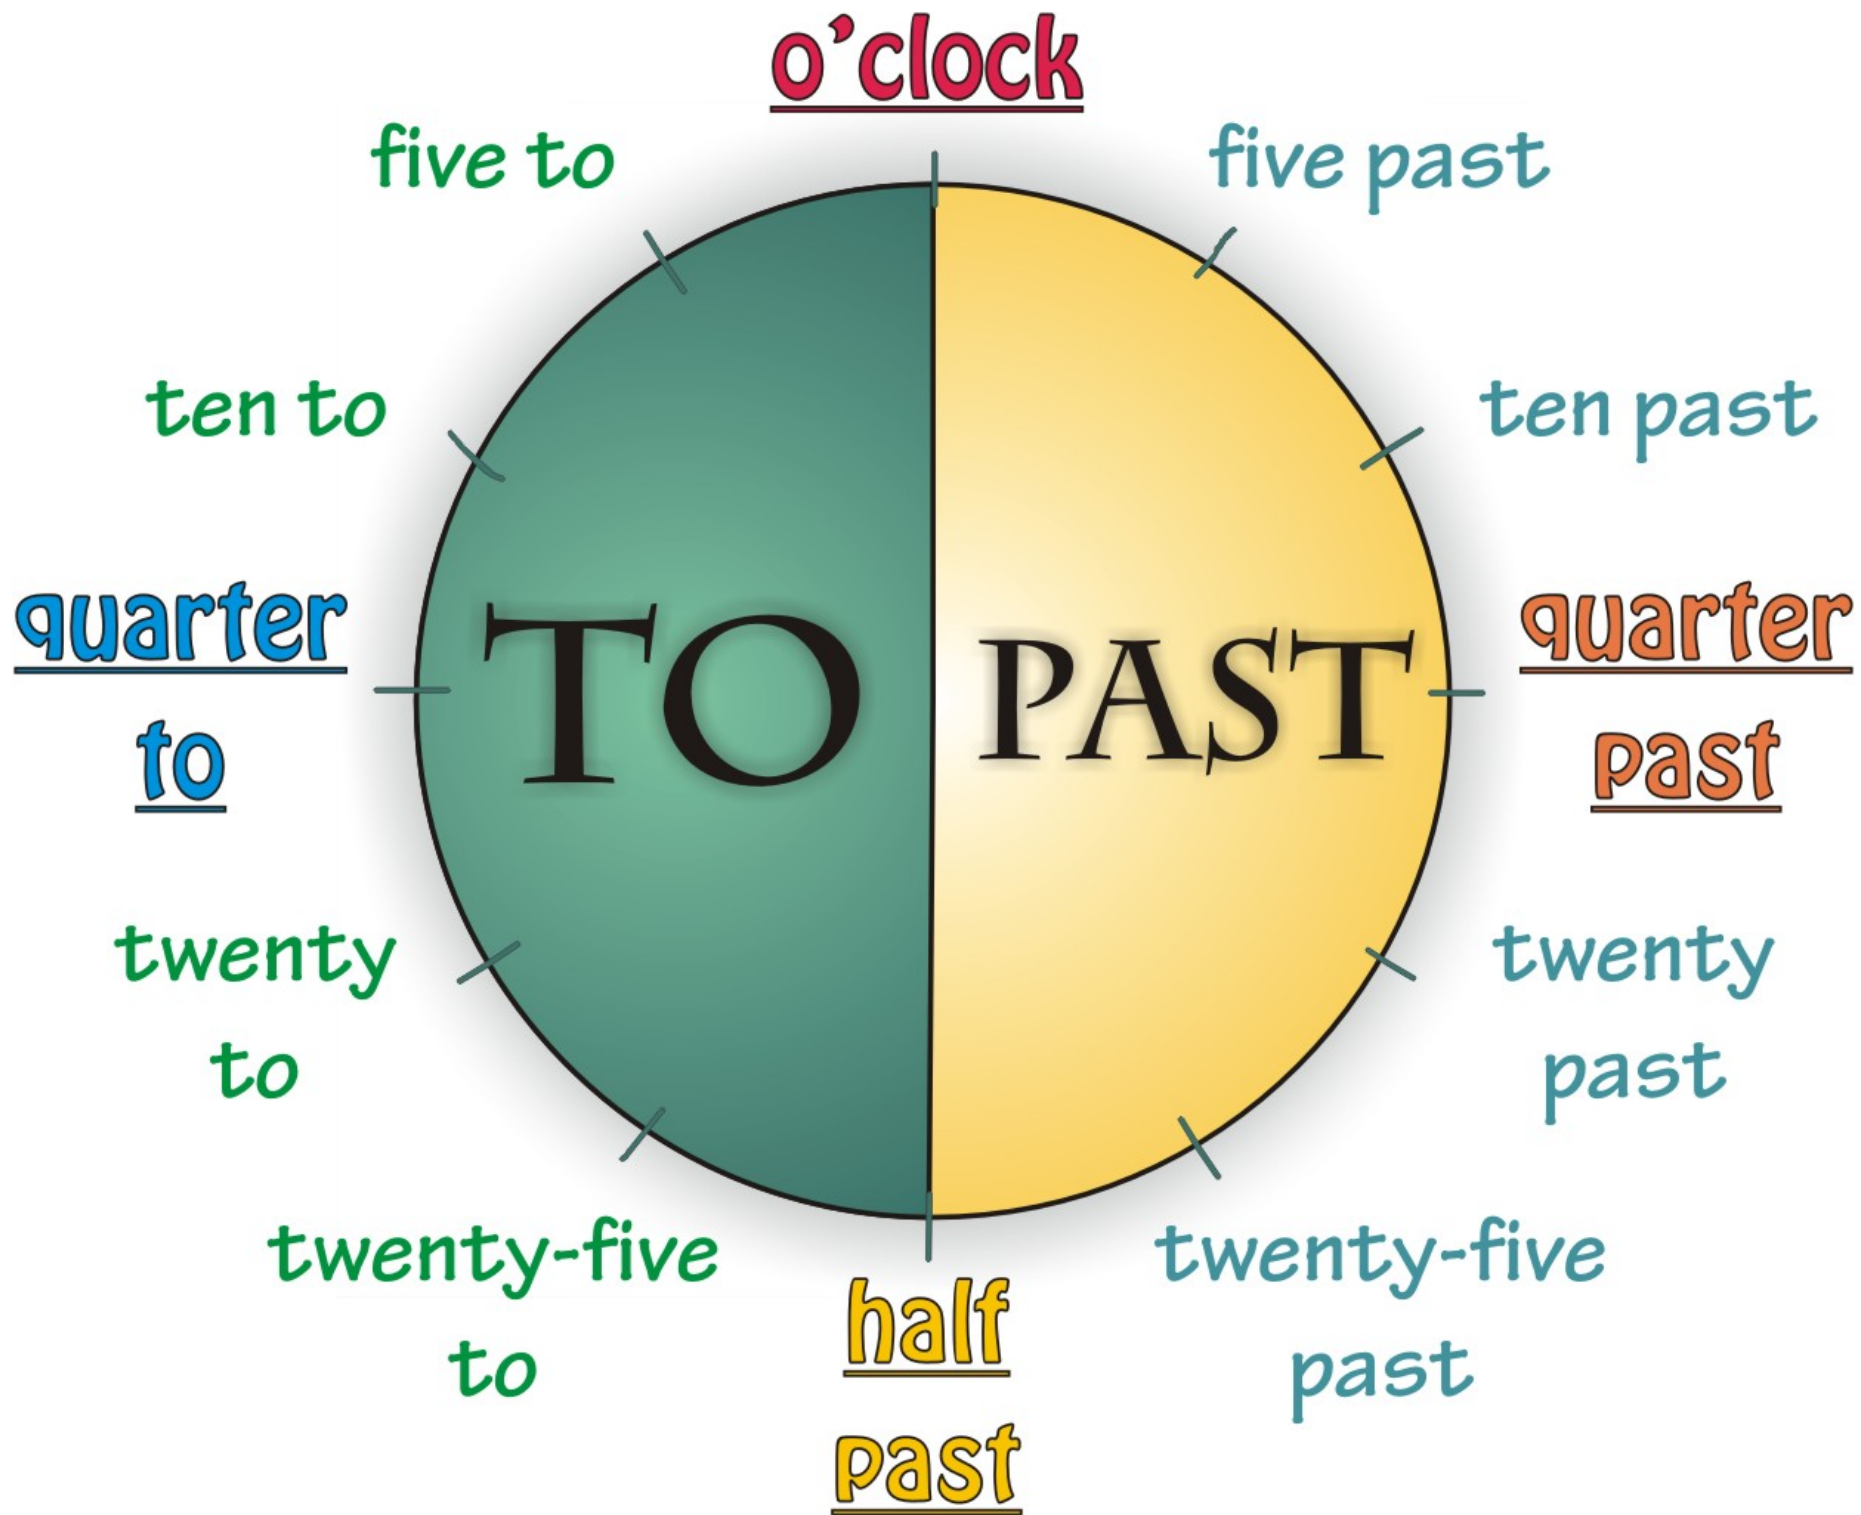 o'clock
five to
five past
ten to
ten past
quarter
to
TO
PAST
quarter
past
twenty
to
twenty
past
twenty-five
to
half
past
twenty-five
past